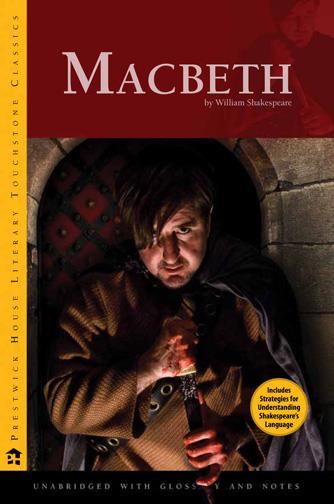 MACBETH
by William Shakespeare
PRESTWICK HOUSE LITERARY TOUCHSTONE CLASSICS
Includes
Strategies for
Understanding
Shakespeare's
Language
UNABRIDGED WITH GLOSSARY AND NOTES